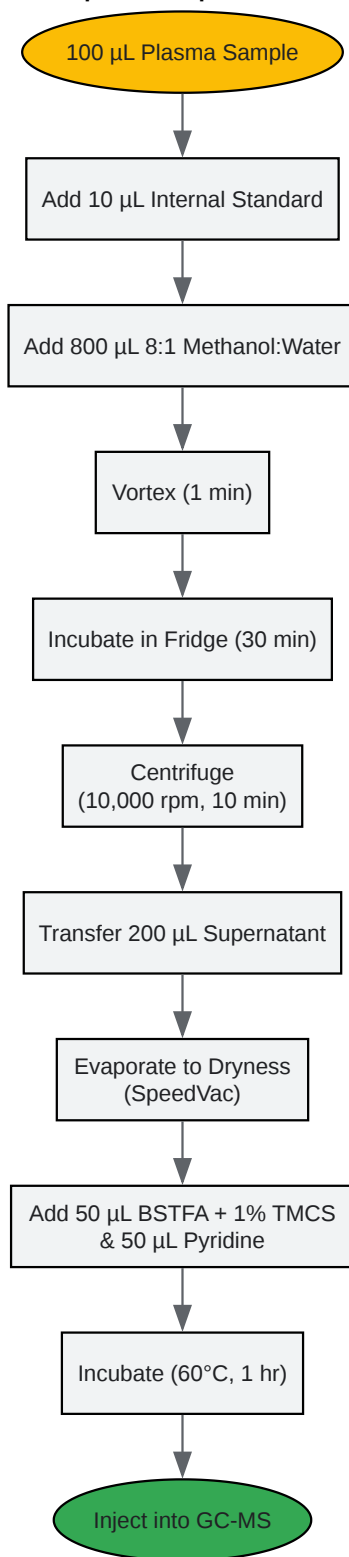 100 µL Plasma Sample
Add 10 µL Internal Standard
Add 800 µL 8:1 Methanol:Water
Vortex (1 min)
Incubate in Fridge (30 min)
Centrifuge
(10,000 rpm, 10 min)
Transfer 200 µL Supernatant
Evaporate to Dryness
(SpeedVac)
Add 50 µL BSTFA + 1% TMCS
& 50 µL Pyridine
Incubate (60°C, 1 hr)
Inject into GC-MS